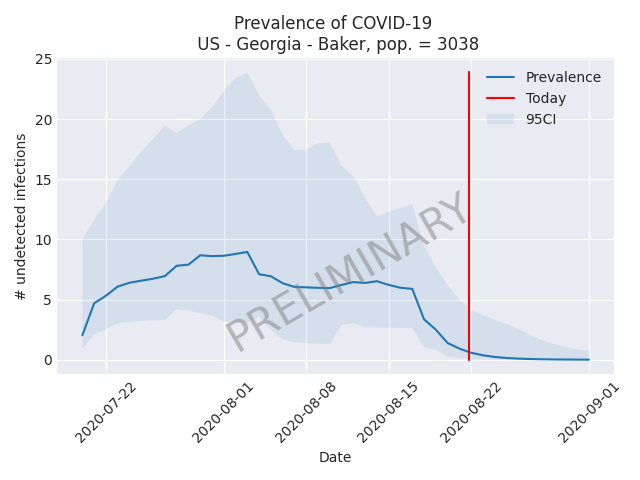 Prevalence of COVID-19
US - Georgia - Baker, pop. = 3038
25
20
15
10
5
0
# undetected infections
Prevalence
Today
95CI
PRELIMINARY
2020-07-22
2020-08-01
2020-08-08
2020-08-15
2020-08-22
2020-09-01
Date